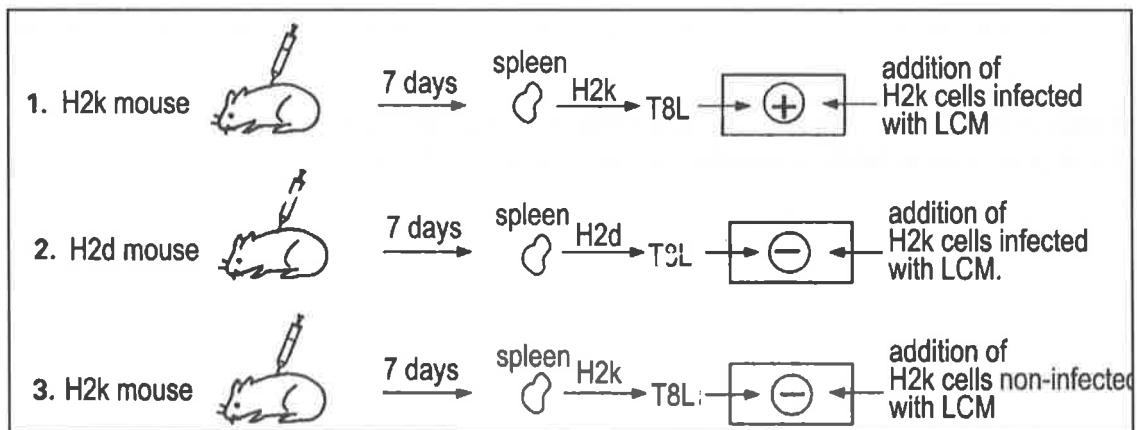 1. H2k mouse
7 days
spleen
H2k
T8L
+
addition of
H2k cells infected
with LCM
2. H2d mouse
7 days
spleen
H2d
T8L
−
addition of
H2k cells infected
with LCM.
3. H2k mouse
7 days
spleen
H2k
T8L
−
addition of
H2k cells non-infected
with LCM